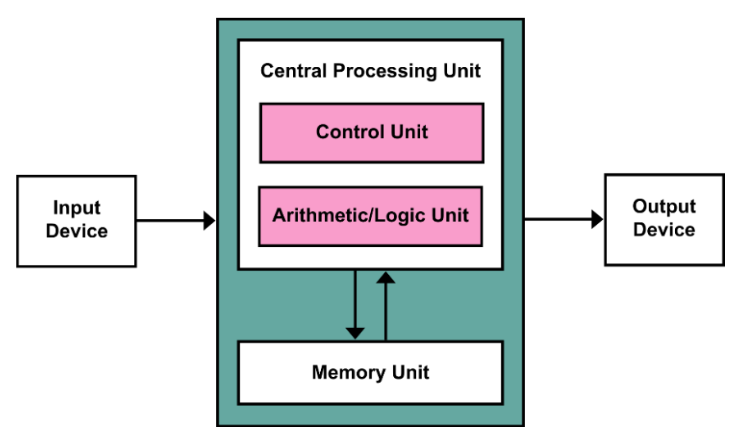 Central Processing Unit
Control Unit
Arithmetic/Logic Unit
Input
Device
Output
Device
Memory Unit